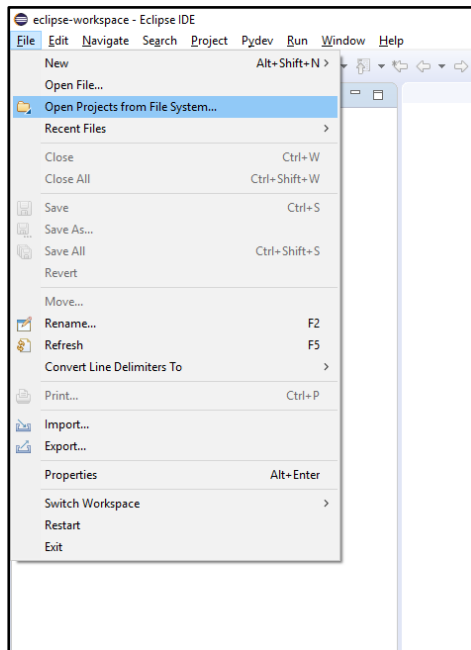 eclipse-workspace - Eclipse IDE
File Edit Navigate Search Project Pydev Run Window Help
New Alt+Shift+N >
Open File...
Open Projects from File System...
Recent Files >
Close Ctrl+W
Close All Ctrl+Shift+W
Save Ctrl+S
Save As...
Save All Ctrl+Shift+S
Revert
Move...
Rename... F2
Refresh F5
Convert Line Delimiters To >
Print... Ctrl+P
Import...
Export...
Properties Alt+Enter
Switch Workspace >
Restart
Exit